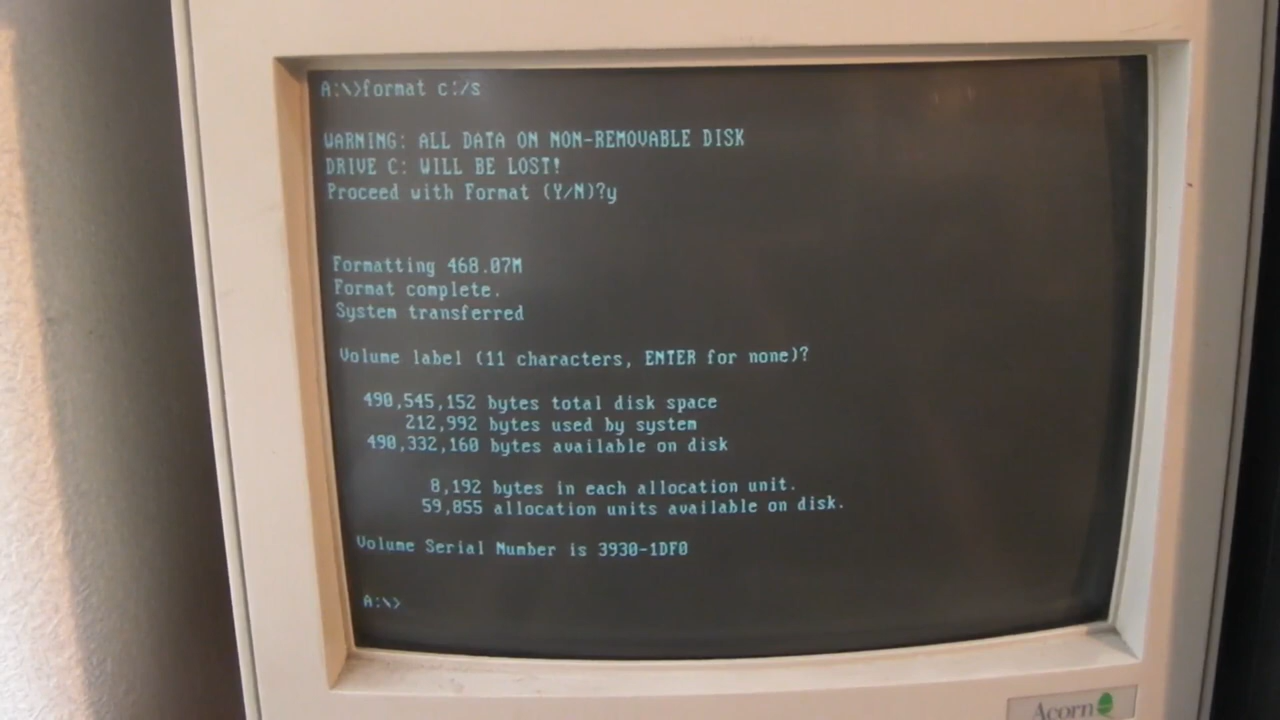 A:\>format c:/s
WARNING: ALL DATA ON NON-REMOVABLE DISK
DRIVE C: WILL BE LOST!
Proceed with Format (Y/N)?y
Formatting 468.07M
Format complete.
System transferred
Volume label (11 characters, ENTER for none)?
490,545,152 bytes total disk space
212,992 bytes used by system
490,332,160 bytes available on disk
8,192 bytes in each allocation unit.
59,855 allocation units available on disk.
Volume Serial Number is 3930-1DF0
A:\>
Acorn